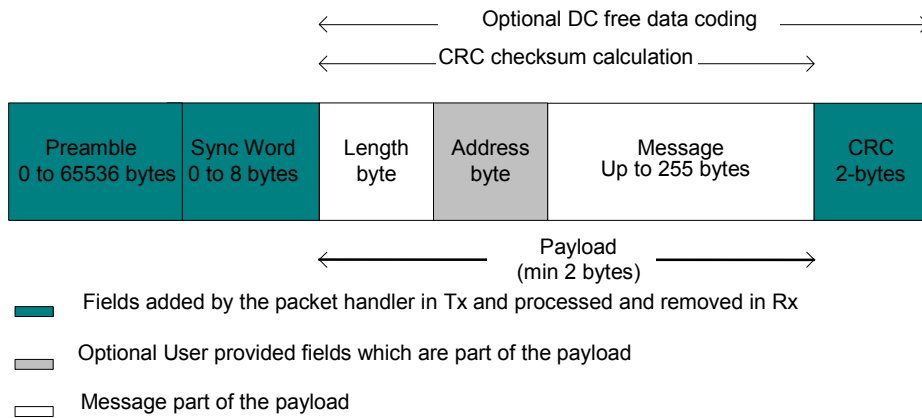 Optional DC free data coding
CRC checksum calculation
Preamble
0 to 65536 bytes
Sync Word
0 to 8 bytes
Length
byte
Address
byte
Message
Up to 255 bytes
CRC
2-bytes
Payload
(min 2 bytes)
Fields added by the packet handler in Tx and processed and removed in Rx
Optional User provided fields which are part of the payload
Message part of the payload